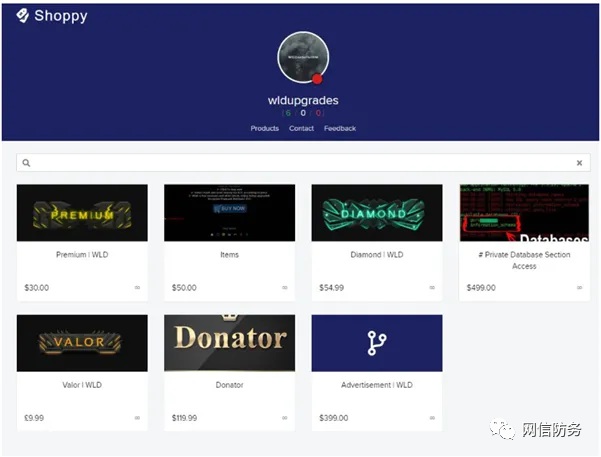 Shoppy
wldupgrades
( 6 / 0 / 0 )
Products Contact Feedback
PREMIUM
BUY NOW
DIAMOND
Databases
Premium | WLD
Items
Diamond | WLD
# Private Database Section
Access
$30.00 ∞
$50.00 ∞
$54.99 ∞
$499.00 ∞
VALOR
Donator
Valor | WLD
Donator
Advertisement | WLD
£9.99 ∞
$119.99 ∞
$399.00
网信防务